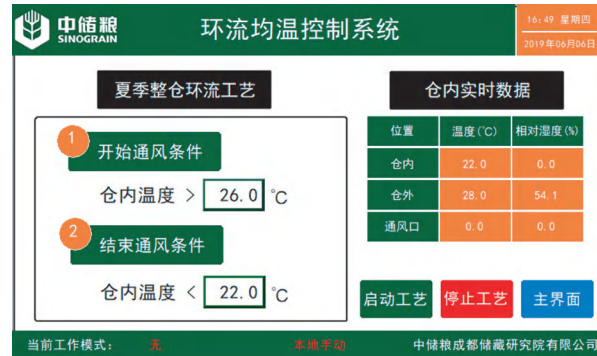 中储粮
SINOGRAIN
环流均温控制系统
16:49 星期四
2019年06月06日
夏季整仓环流工艺
1
开始通风条件
仓内温度 > 26.0 ℃
2
结束通风条件
仓内温度 < 22.0 ℃
仓内实时数据
位置 温度(℃) 相对湿度(%)
仓内 22.0 0.0
仓外 28.0 54.1
通风口 0.0 0.0
启动工艺 停止工艺 主界面
当前工作模式: 无 本地手动 中储粮成都储藏研究院有限公司